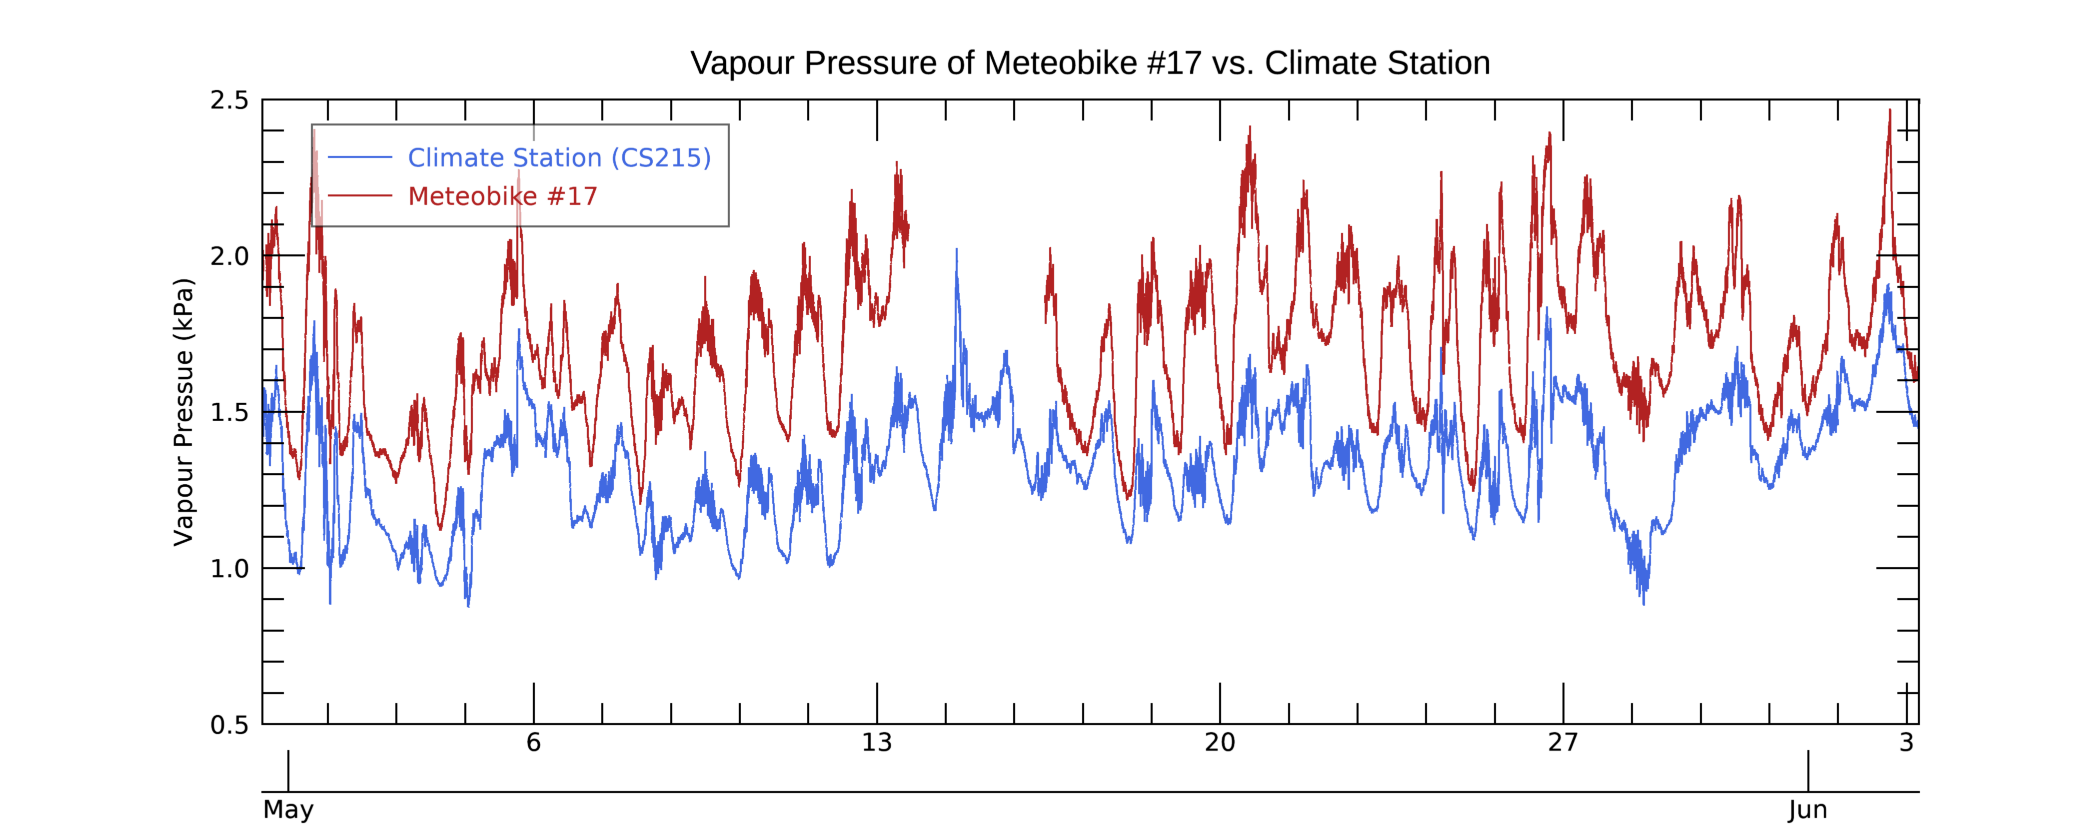 Vapour Pressure of Meteobike #17 vs. Climate Station
2.5
2.0
1.5
1.0
0.5
Vapour Pressue (kPa)
Climate Station (CS215)
Meteobike #17
6 13 20 27 3
May Jun